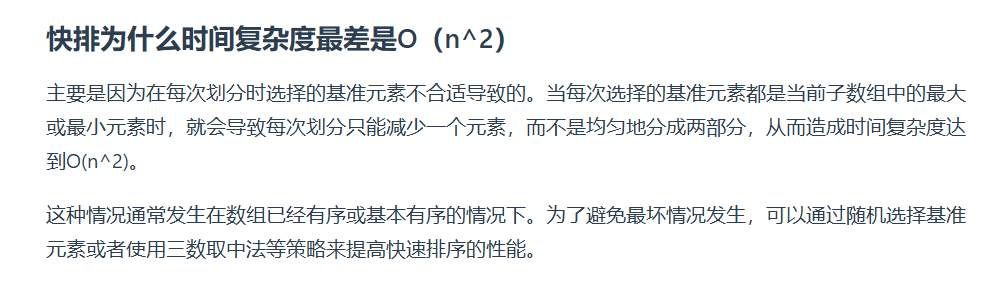 快排为什么时间复杂度最差是O（n^2）
主要是因为在每次划分时选择的基准元素不合适导致的。当每次选择的基准元素都是当前子数组中的最大
或最小元素时，就会导致每次划分只能减少一个元素，而不是均匀地分成两部分，从而造成时间复杂度达
到O(n^2)。
这种情况通常发生在数组已经有序或基本有序的情况下。为了避免最坏情况发生，可以通过随机选择基准
元素或者使用三数取中法等策略来提高快速排序的性能。